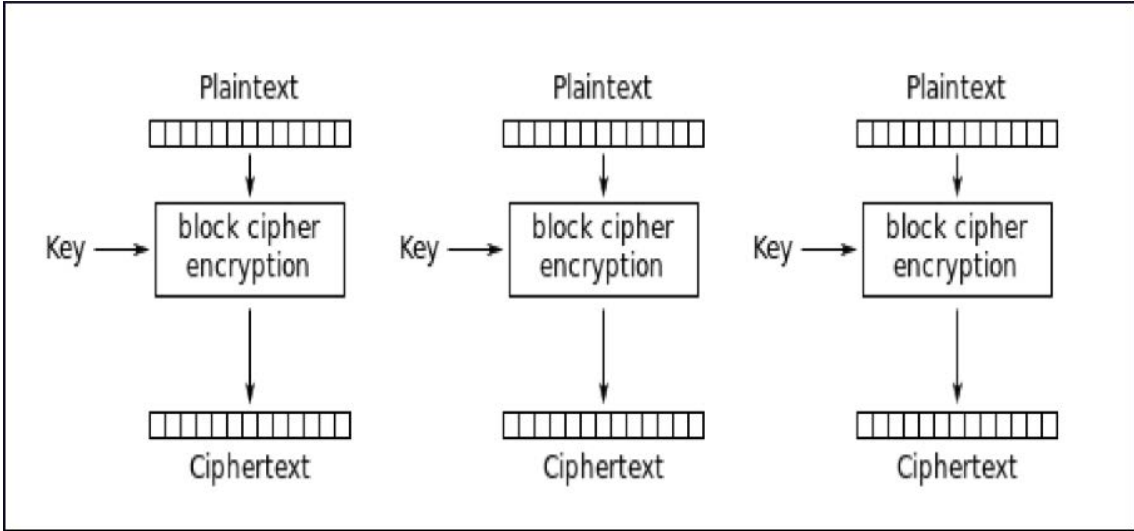 Plaintext
Plaintext
Plaintext
Key
block cipher
encryption
Key
block cipher
encryption
Key
block cipher
encryption
Ciphertext
Ciphertext
Ciphertext